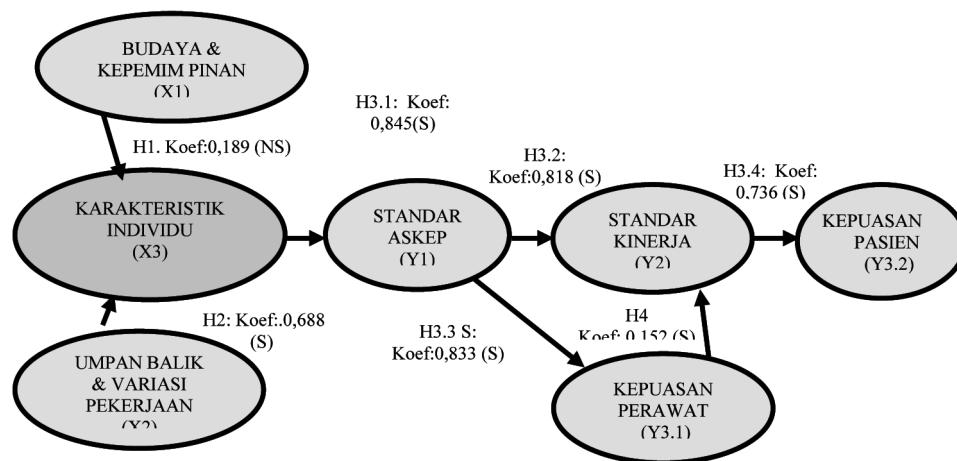 BUDAYA &
KEPEMIM PINAN
(X1)
H1. Koef:0,189 (NS)
KARAKTERISTIK
INDIVIDU
(X3)
H2: Koef:.0,688
(S)
UMPAN BALIK
& VARIASI
PEKERJAAN
(X2)
H3.1: Koef:
0,845(S)
STANDAR
ASKEP
(Y1)
H3.2:
Koef:0,818 (S)
H3.3 S:
Koef:0,833 (S)
STANDAR
KINERJA
(Y2)
H4
Koef: 0,152 (S)
KEPUASAN
PERAWAT
(Y3.1)
H3.4: Koef:
0,736 (S)
KEPUASAN
PASIEN
(Y3.2)